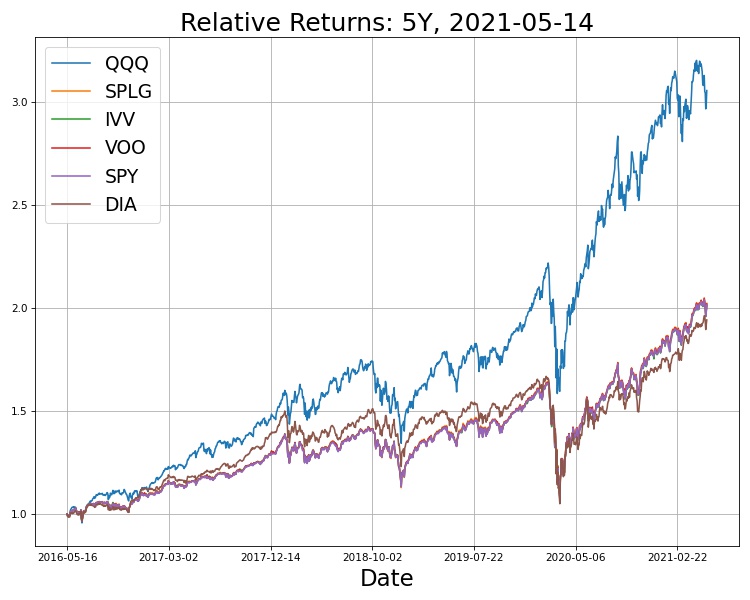 Relative Returns: 5Y, 2021-05-14
QQQ
SPLG
IVV
VOO
SPY
DIA
3.0
2.5
2.0
1.5
1.0
2016-05-16 2017-03-02 2017-12-14 2018-10-02 2019-07-22 2020-05-06 2021-02-22
Date